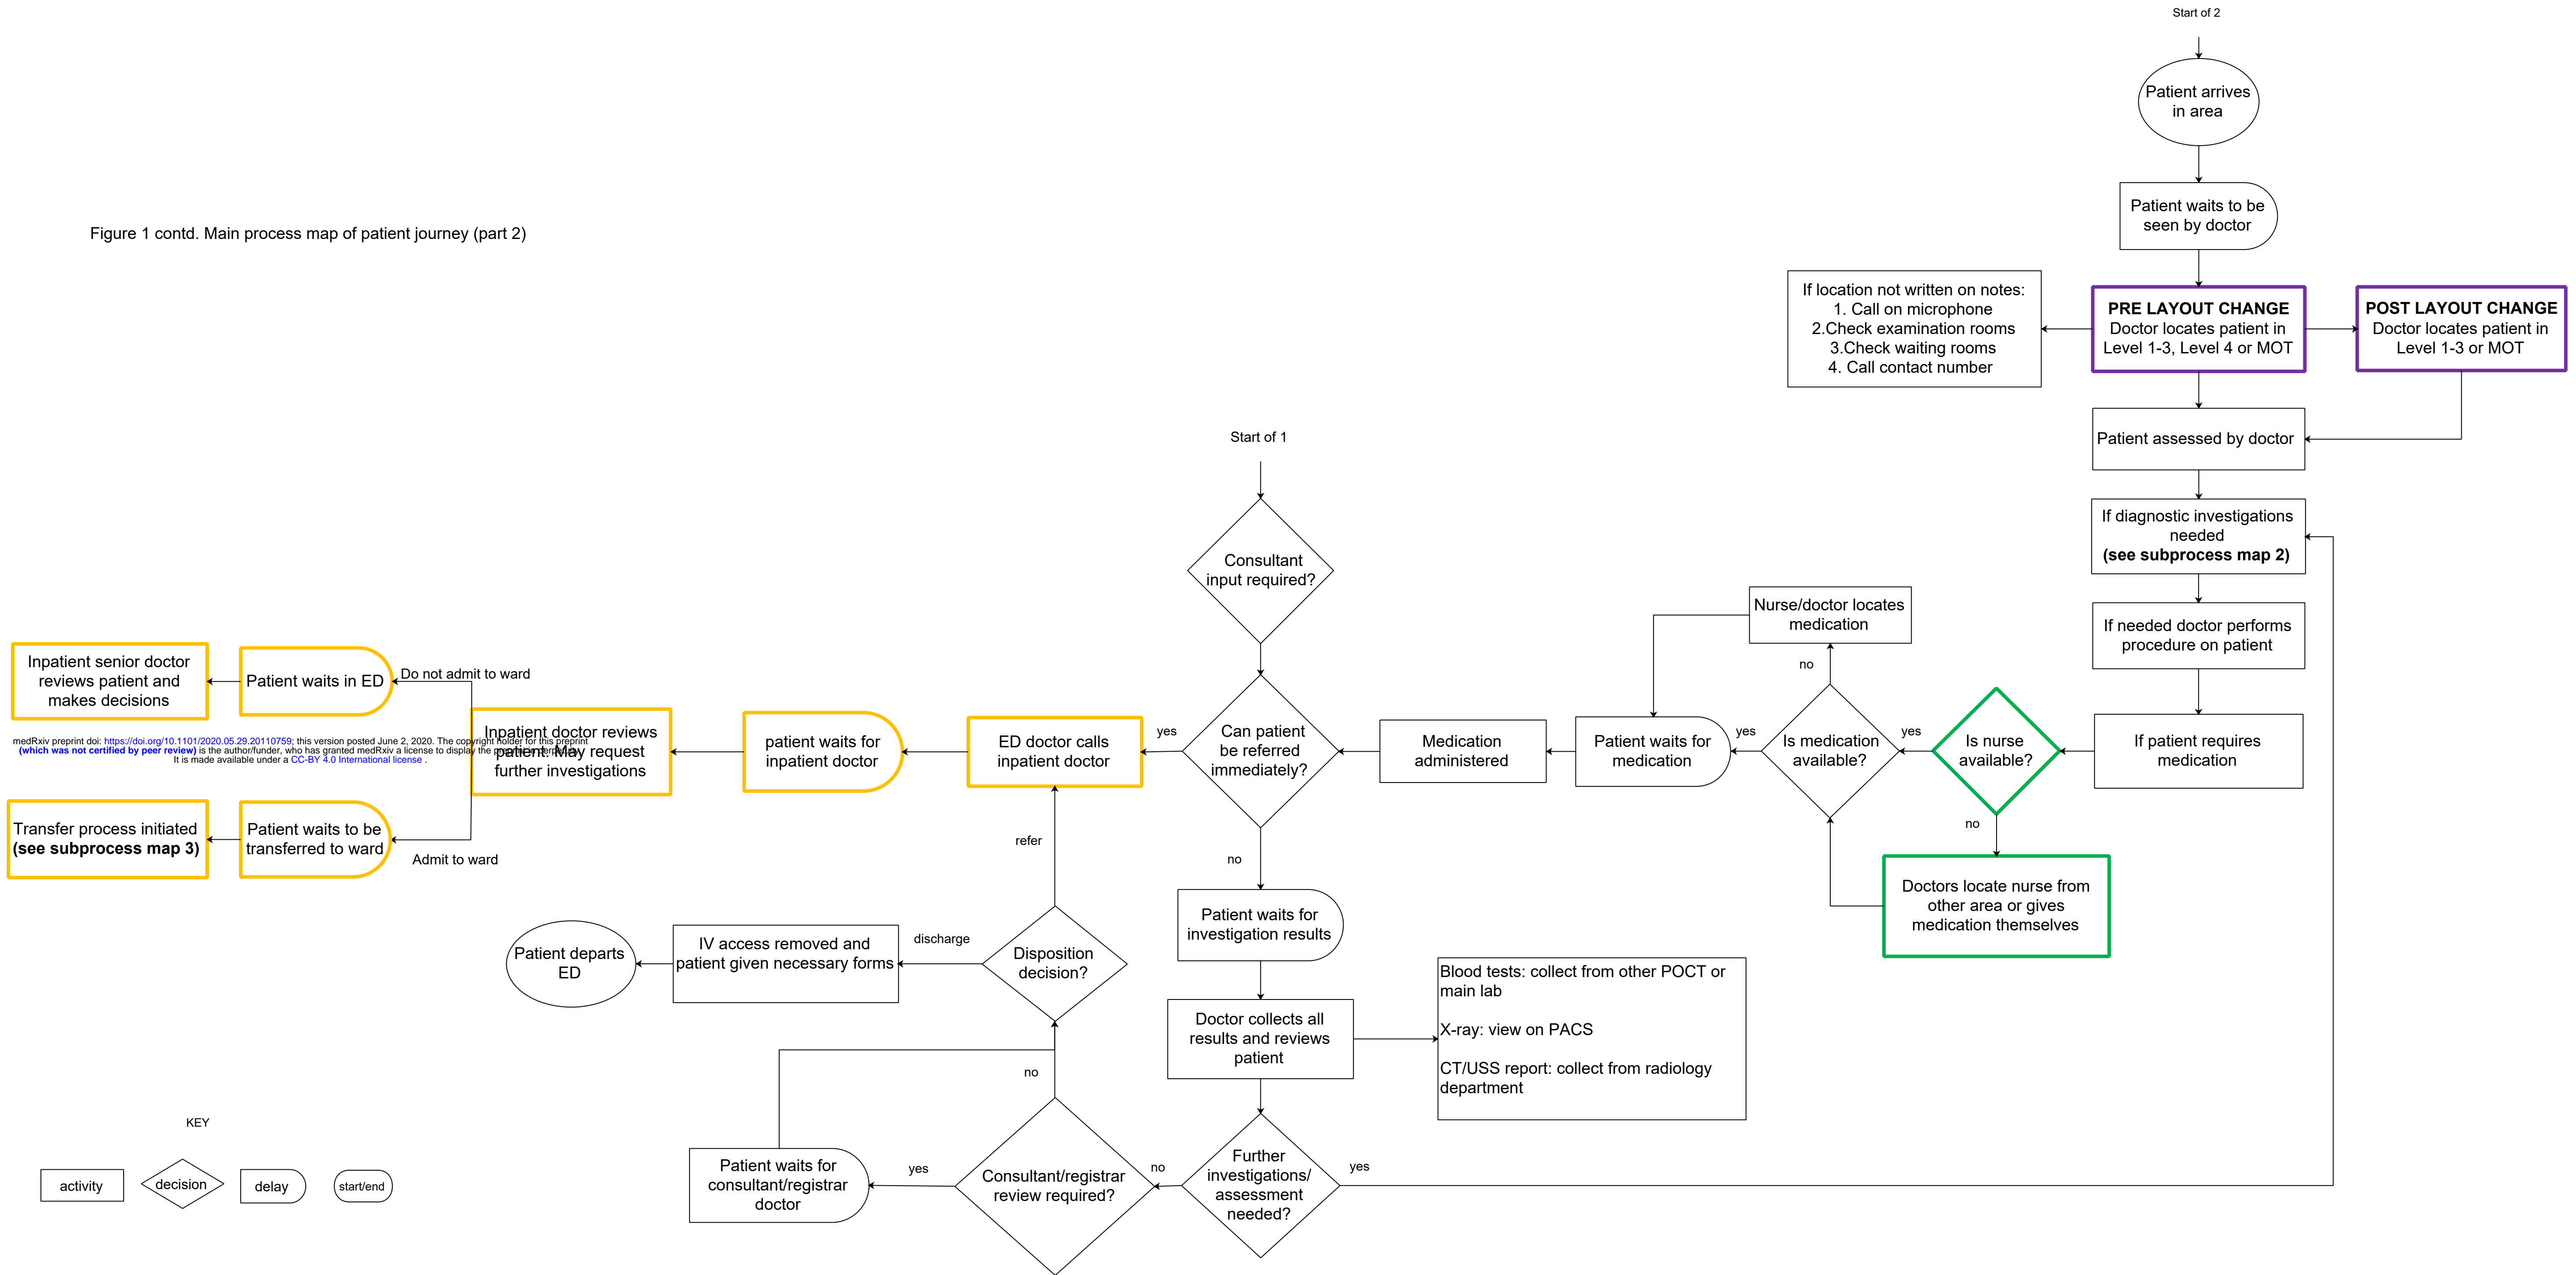 Start of 2
Patient arrives
in area
Patient waits to be
seen by doctor
Figure 1 contd. Main process map of patient journey (part 2)
If location not written on notes:
1. Call on microphone
2.Check examination rooms
3.Check waiting rooms
4. Call contact number
PRE LAYOUT CHANGE
Doctor locates patient in
Level 1-3, Level 4 or MOT
POST LAYOUT CHANGE
Doctor locates patient in
Level 1-3 or MOT
Patient assessed by doctor
If diagnostic investigations
needed
(see subprocess map 2)
If needed doctor performs
procedure on patient
If patient requires
medication
Is nurse
available?
yes
no
Doctors locate nurse from
other area or gives
medication themselves
Is medication
available?
no
Nurse/doctor locates
medication
yes
Patient waits for
medication
Medication
administered
Start of 1
Consultant
input required?
Can patient
be referred
immediately?
yes
no
ED doctor calls
inpatient doctor
patient waits for
inpatient doctor
Inpatient doctor reviews
patient. May request
further investigations
Do not admit to ward
Patient waits in ED
Inpatient senior doctor
reviews patient and
makes decisions
medRxiv preprint doi: https://doi.org/10.1101/2020.05.29.20110759; this version posted June 2, 2020. The copyright holder for this preprint
(which was not certified by peer review) is the author/funder, who has granted medRxiv a license to display the preprint in perpetuity.
It is made available under a CC-BY 4.0 International license .
Admit to ward
Patient waits to be
transferred to ward
Transfer process initiated
(see subprocess map 3)
Patient waits for
investigation results
Doctor collects all
results and reviews
patient
Blood tests: collect from other POCT or
main lab
X-ray: view on PACS
CT/USS report: collect from radiology
department
Further
investigations/
assessment
needed?
yes
no
Consultant/registrar
review required?
yes
no
Patient waits for
consultant/registrar
doctor
Disposition
decision?
refer
discharge
IV access removed and
patient given necessary forms
Patient departs
ED
KEY
activity
decision
delay
start/end